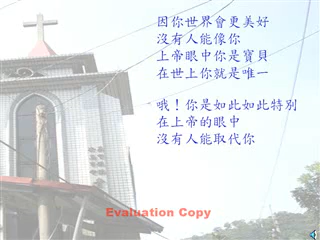 因你世界會更美好
沒有人能像你
上帝眼中你是寶貝
在世上你就是唯一
哦！你是如此如此特別
在上帝的眼中
沒有人能取代你
Evaluation Copy